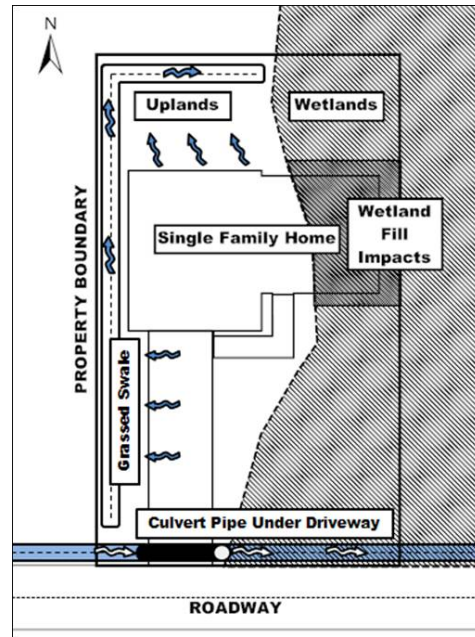 N
Uplands
Wetlands
Single Family Home
Wetland
Fill
Impacts
PROPERTY BOUNDARY
Grassed Swale
Culvert Pipe Under Driveway
ROADWAY